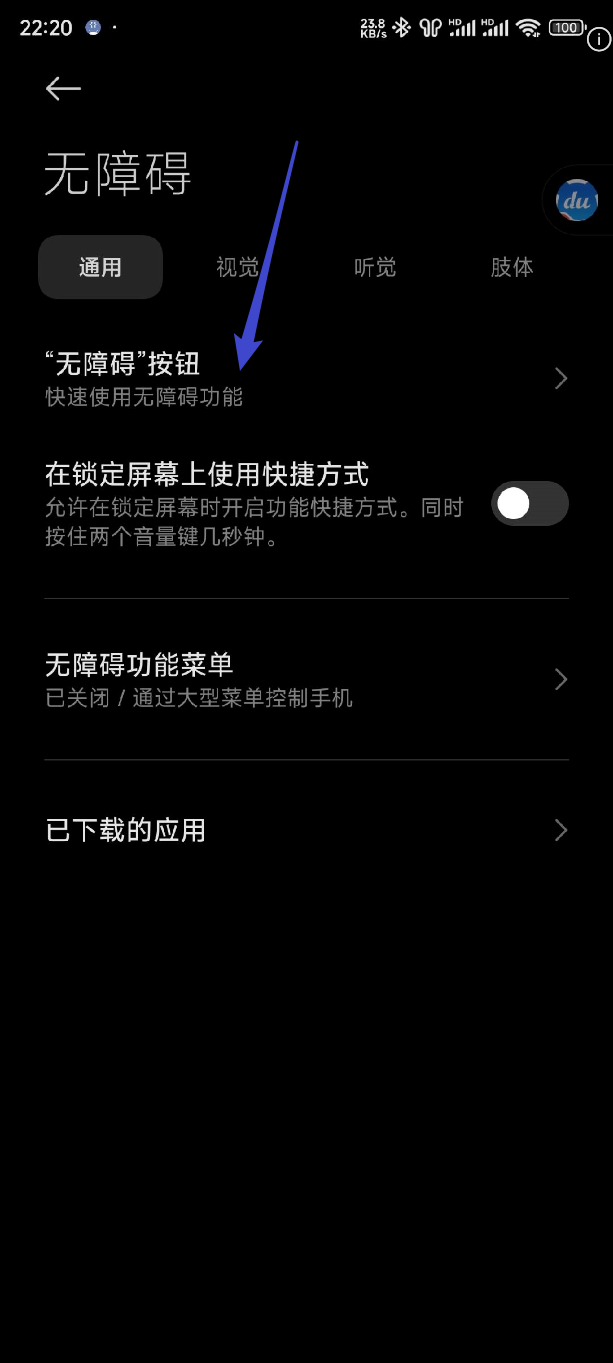 22:20
23.8
KB/s
HD
HD
100
无障碍
du
通用 视觉 听觉 肢体
“无障碍”按钮
快速使用无障碍功能
在锁定屏幕上使用快捷方式
允许在锁定屏幕时开启功能快捷方式。同时
按住两个音量键几秒钟。
无障碍功能菜单
已关闭 / 通过大型菜单控制手机
已下载的应用